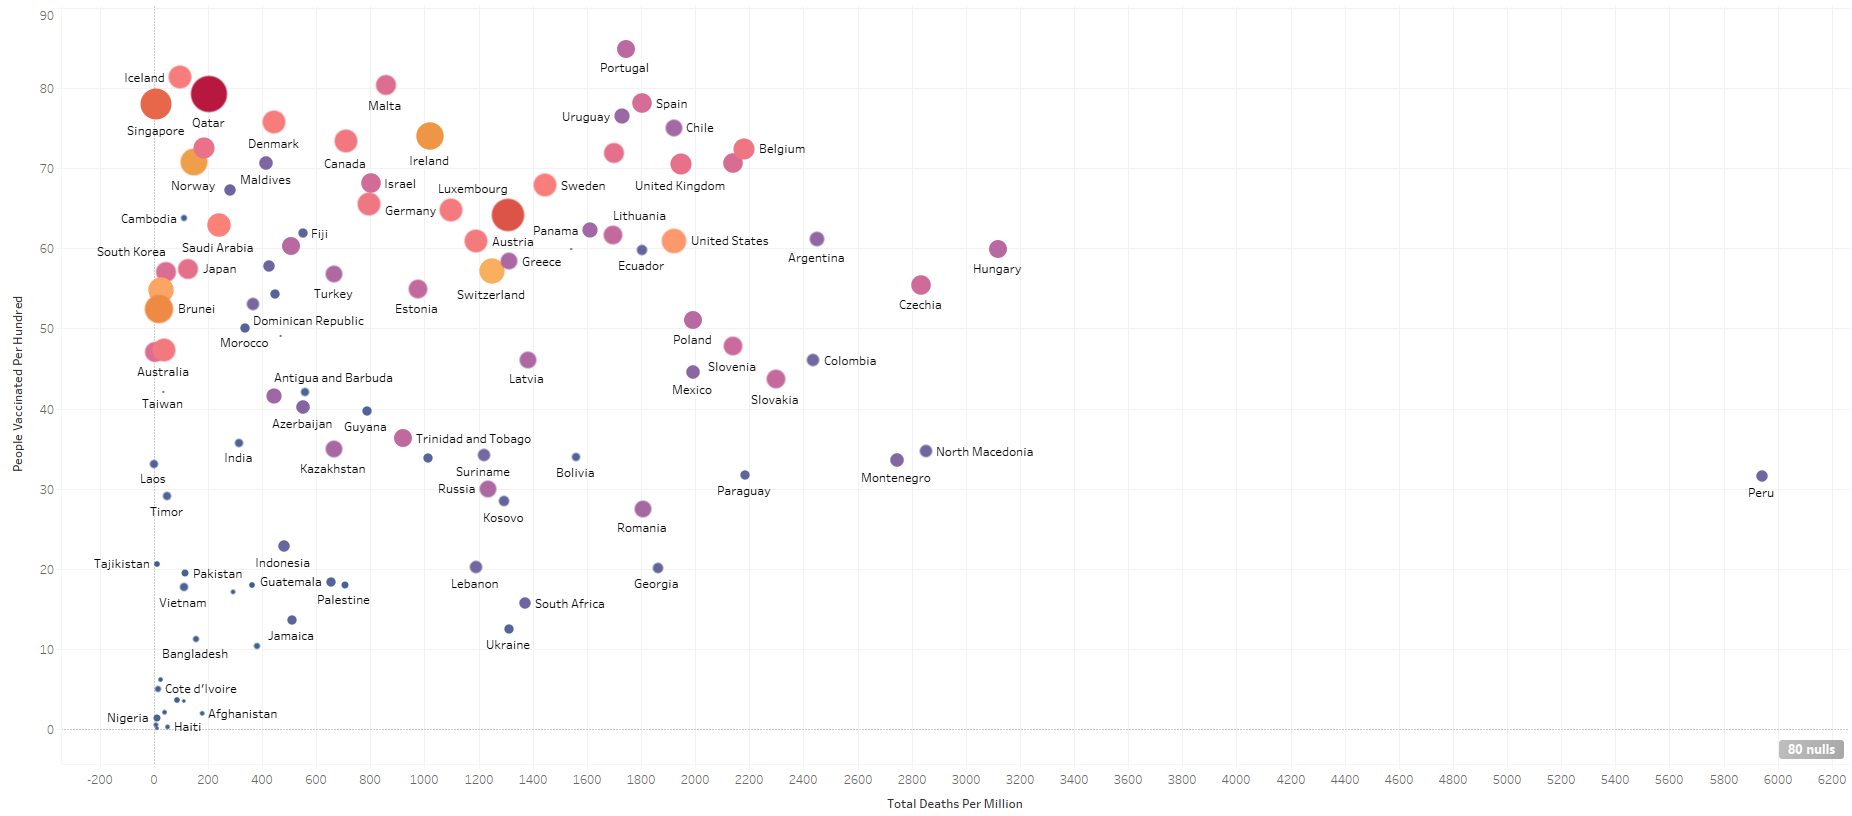 90
Portugal
Iceland
80
Malta
Qatar
Singapore
Spain
Uruguay
Chile
Denmark
Canada
Ireland
Belgium
70
Norway
Maldives
Israel
Luxembourg
Sweden
United Kingdom
Germany
Cambodia
Lithuania
Fiji
Panama
60
South Korea
Saudi Arabia
Austria
United States
Argentina
Japan
Greece
Ecuador
Hungary
Turkey
Switzerland
Brunei
Estonia
Czechia
50
Dominican Republic
Morocco
Poland
Australia
Latvia
Slovenia
Colombia
Antigua and Barbuda
Mexico
Taiwan
Slovakia
40
Azerbaijan
Guyana
Trinidad and Tobago
India
Kazakhstan
Suriname
Bolivia
North Macedonia
Laos
Russia
Montenegro
Paraguay
Peru
30
Timor
Kosovo
Romania
Tajikistan
Indonesia
20
Pakistan
Guatemala
Lebanon
Georgia
Vietnam
Palestine
South Africa
Jamaica
Ukraine
10
Bangladesh
Cote d'Ivoire
Nigeria
Afghanistan
Haiti
0
People Vaccinated Per Hundred
80 nulls
-200 0 200 400 600 800 1000 1200 1400 1600 1800 2000 2200 2400 2600 2800 3000 3200 3400 3600 3800 4000 4200 4400 4600 4800 5000 5200 5400 5600 5800 6000 6200
Total Deaths Per Million